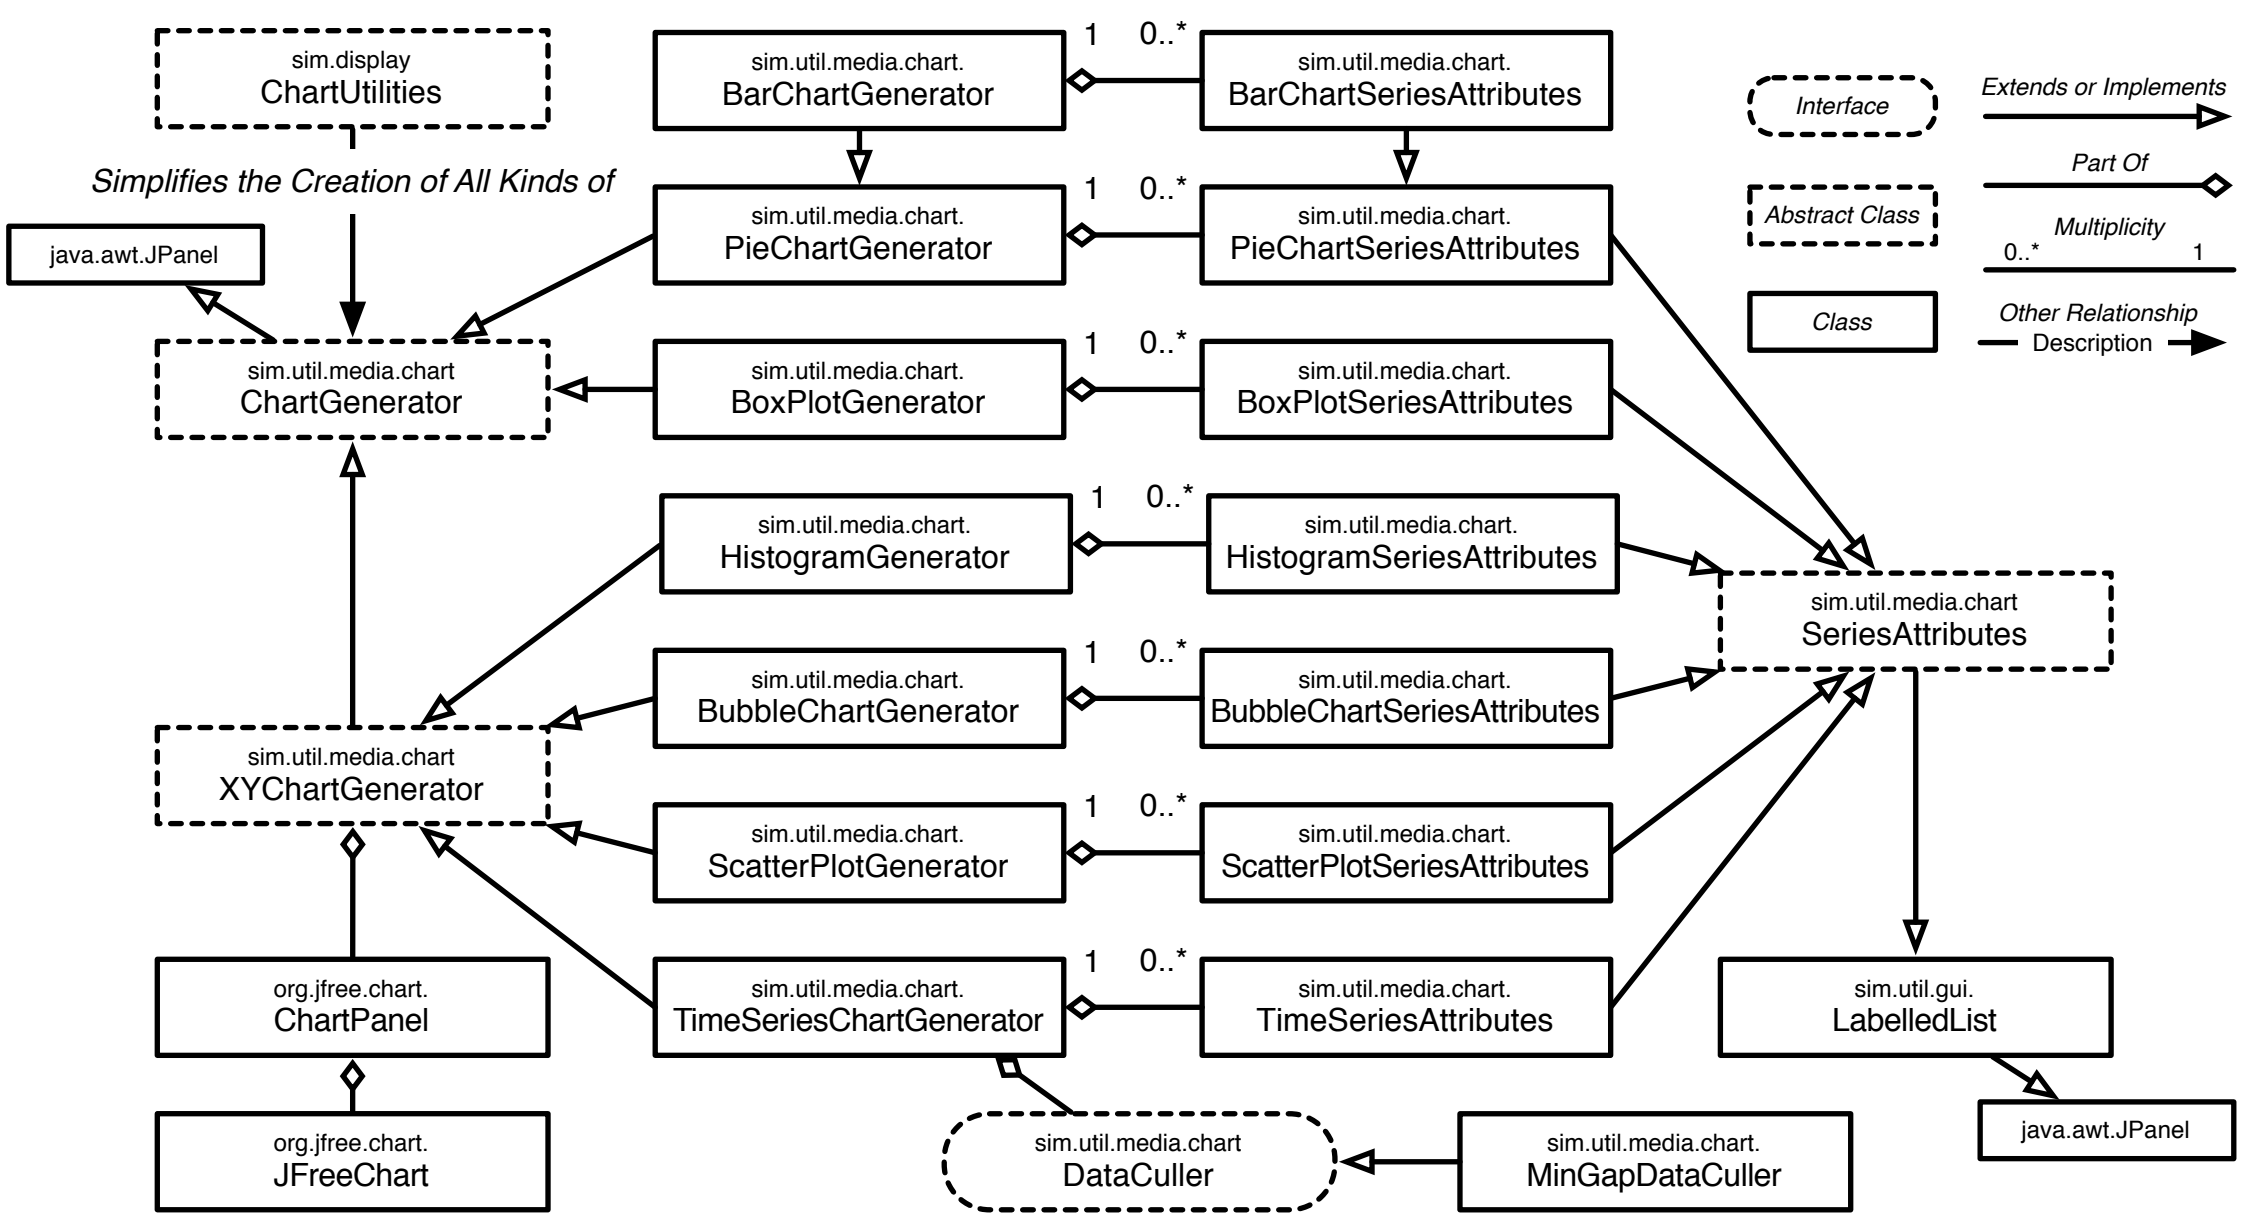 sim.display
ChartUtilities
Simplifies the Creation of All Kinds of
java.awt.JPanel
sim.util.media.chart
ChartGenerator
sim.util.media.chart
XYChartGenerator
org.jfree.chart.
ChartPanel
org.jfree.chart.
JFreeChart
sim.util.media.chart.
BarChartGenerator
1 0..*
sim.util.media.chart.
BarChartSeriesAttributes
sim.util.media.chart.
PieChartGenerator
1 0..*
sim.util.media.chart.
PieChartSeriesAttributes
sim.util.media.chart.
BoxPlotGenerator
1 0..*
sim.util.media.chart.
BoxPlotSeriesAttributes
sim.util.media.chart.
HistogramGenerator
1 0..*
sim.util.media.chart.
HistogramSeriesAttributes
sim.util.media.chart.
BubbleChartGenerator
1 0..*
sim.util.media.chart.
BubbleChartSeriesAttributes
sim.util.media.chart.
ScatterPlotGenerator
1 0..*
sim.util.media.chart.
ScatterPlotSeriesAttributes
sim.util.media.chart.
TimeSeriesChartGenerator
1 0..*
sim.util.media.chart.
TimeSeriesAttributes
sim.util.media.chart
DataCuller
sim.util.media.chart.
MinGapDataCuller
Interface
Abstract Class
Class
Extends or Implements
Part Of
Multiplicity
0..* 1
Other Relationship
Description
sim.util.media.chart
SeriesAttributes
sim.util.gui.
LabelledList
java.awt.JPanel